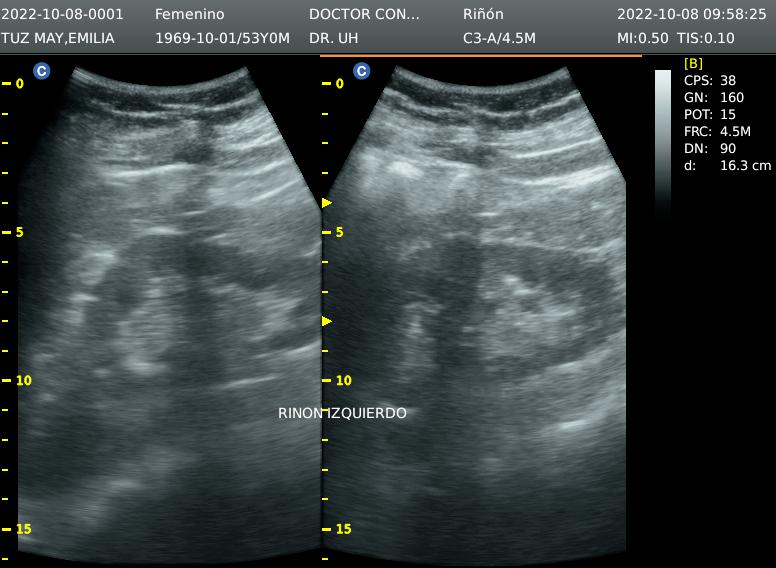 2022-10-08-0001 Femenino DOCTOR CON... Riñón 2022-10-08 09:58:25
TUZ MAY,EMILIA 1969-10-01/53Y0M DR. UH C3-A/4.5M MI:0.50 TIS:0.10
[B]
C C
0 0
CPS: 38
GN: 160
POT: 15
FRC: 4.5M
DN: 90
d: 16.3 cm
5 5
10 10
RINON IZQUIERDO
15 15